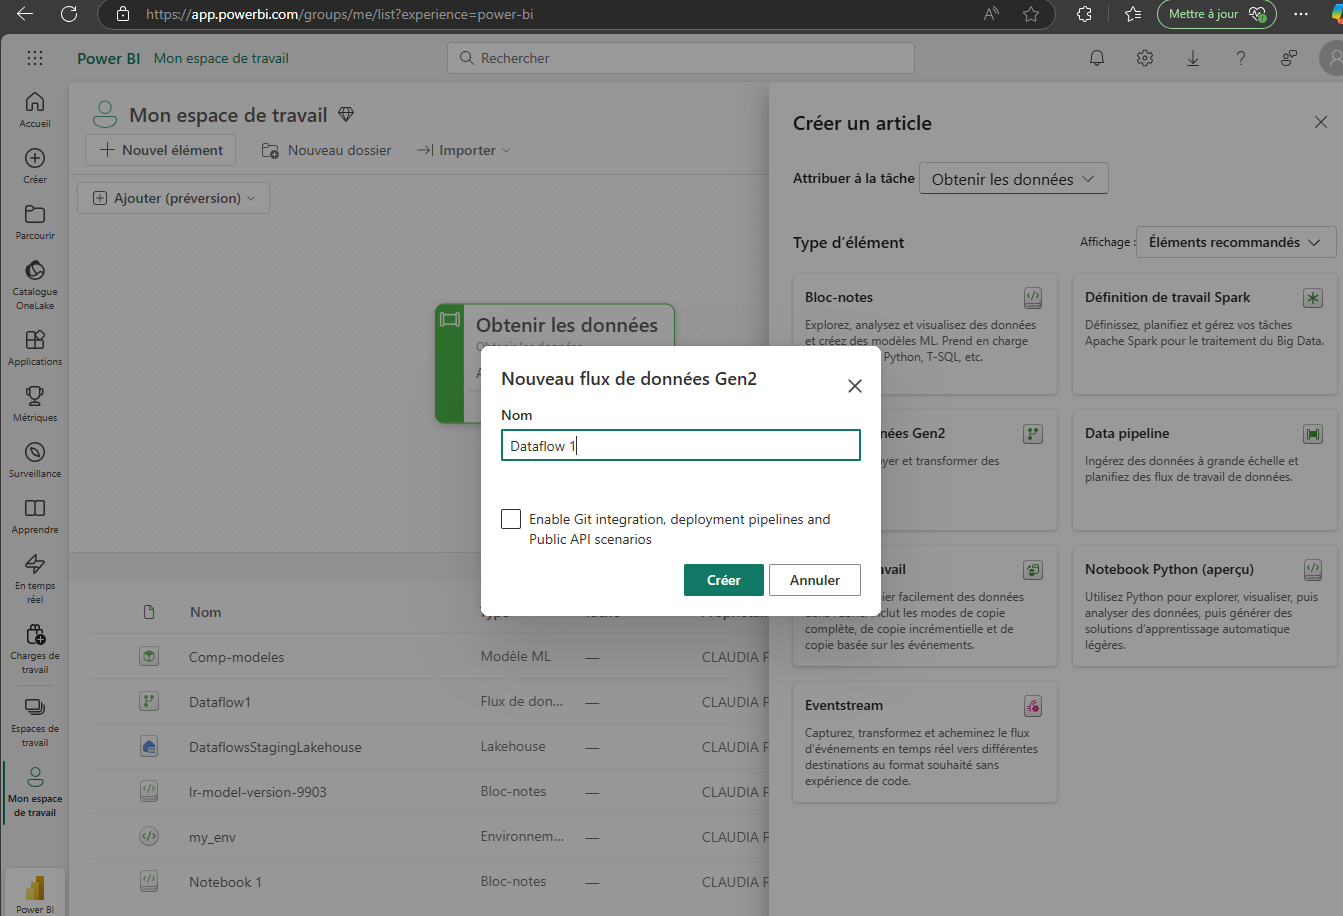 https://app.powerbi.com/groups/me/list?experience=power-bi
Mettre à jour
Power BI Mon espace de travail
Rechercher
Accueil
Créer
Parcourir
Catalogue
OneLake
Applications
Métriques
Surveillance
Apprendre
En temps
réel
Charges de
travail
Espaces de
travail
Mon espace
de travail
Power BI
Mon espace de travail
Nouvel élément
Nouveau dossier
Importer
Ajouter (préversion)
Obtenir les données
Obtenir les données
Nom
Comp-modeles Modèle ML — CLAUDIA F
Dataflow1 Flux de don... — CLAUDIA F
DataflowsStagingLakehouse Lakehouse — CLAUDIA F
lr-model-version-9903 Bloc-notes — CLAUDIA F
my_env Environnem... — CLAUDIA F
Notebook 1 Bloc-notes — CLAUDIA F
Nouveau flux de données Gen2
Nom
Dataflow 1
Enable Git integration, deployment pipelines and
Public API scenarios
Créer
Annuler
Créer un article
Attribuer à la tâche
Obtenir les données
Type d'élément
Affichage :
Éléments recommandés
Bloc-notes
Explorez, analysez et visualisez des données
et créez des modèles ML. Prend en charge
Python, T-SQL, etc.
Définition de travail Spark
Définissez, planifiez et gérez vos tâches
Apache Spark pour le traitement du Big Data.
nnées Gen2
oyer et transformer des
Data pipeline
Ingérez des données à grande échelle et
planifiez des flux de travail de données.
avail
ier facilement des données
inclut les modes de copie
complète, de copie incrémentielle et de
copie basée sur les événements.
Notebook Python (aperçu)
Utilisez Python pour explorer, visualiser, puis
analyser des données, puis générer des
solutions d'apprentissage automatique
légères.
Eventstream
Capturez, transformez et acheminez le flux
d'événements en temps réel vers différentes
destinations au format souhaité sans
expérience de code.